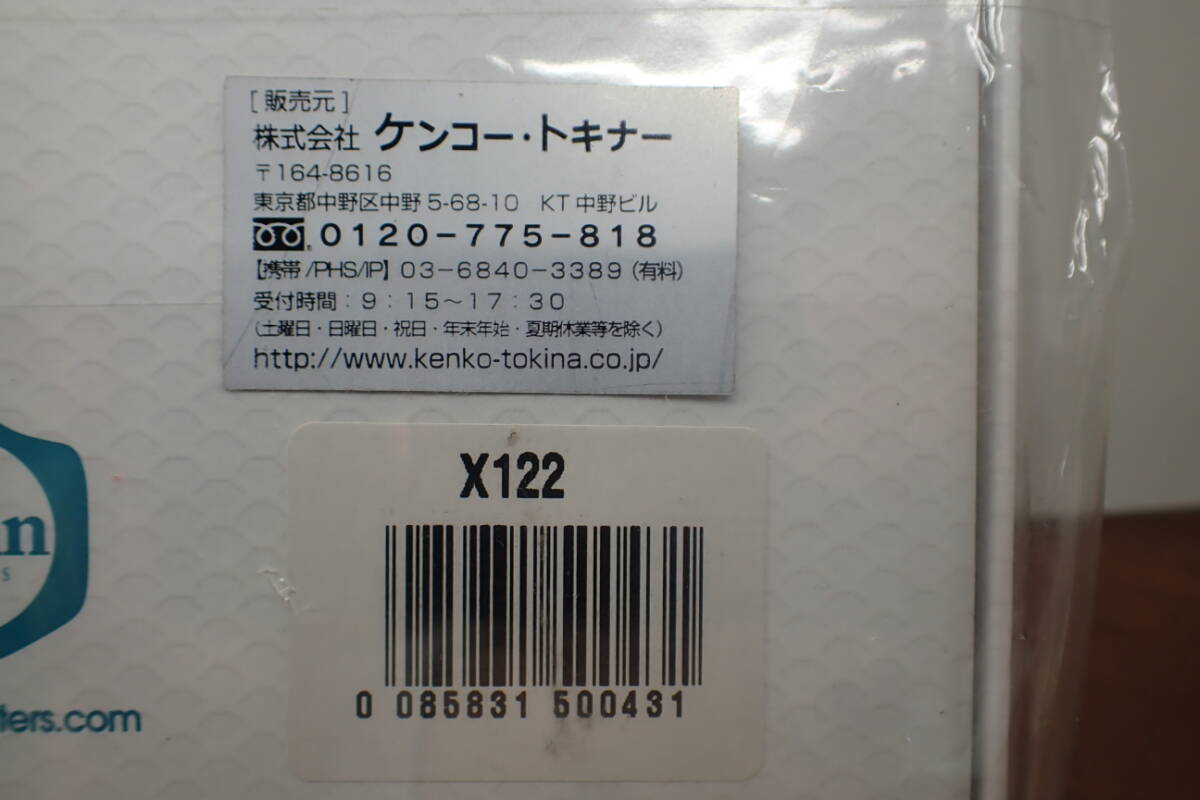 [ 販売元 ]
株式会社 ケンコー・トキナー
〒164-8616
東京都中野区中野 5-68-10 KT 中野ビル
0120-775-818
【携帯/PHS/IP】03-6840-3389(有料)
受付時間：9：15～17：30
(土曜日・日曜日・祝日・年末年始・夏期休業等を除く)
http://www.kenko-tokina.co.jp/
X122
0 085831 500431